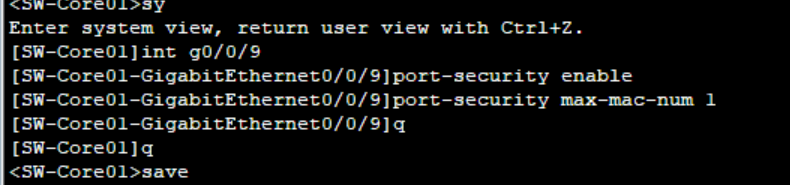 <SW-Core01>sy
Enter system view, return user view with Ctrl+Z.
[SW-Core01]int g0/0/9
[SW-Core01-GigabitEthernet0/0/9]port-security enable
[SW-Core01-GigabitEthernet0/0/9]port-security max-mac-num 1
[SW-Core01-GigabitEthernet0/0/9]q
[SW-Core01]q
<SW-Core01>save